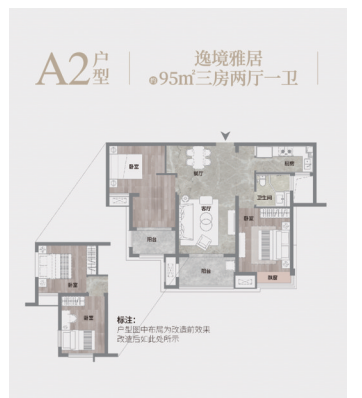 A2户型
逸境雅居
约95㎡三房两厅一卫
卧室
餐厅
厨房
卫生间
客厅
卧室
阳台
阳台
飘窗
卧室
卧室
标注：
户型图中布局为改造前效果
改造后如此处所示